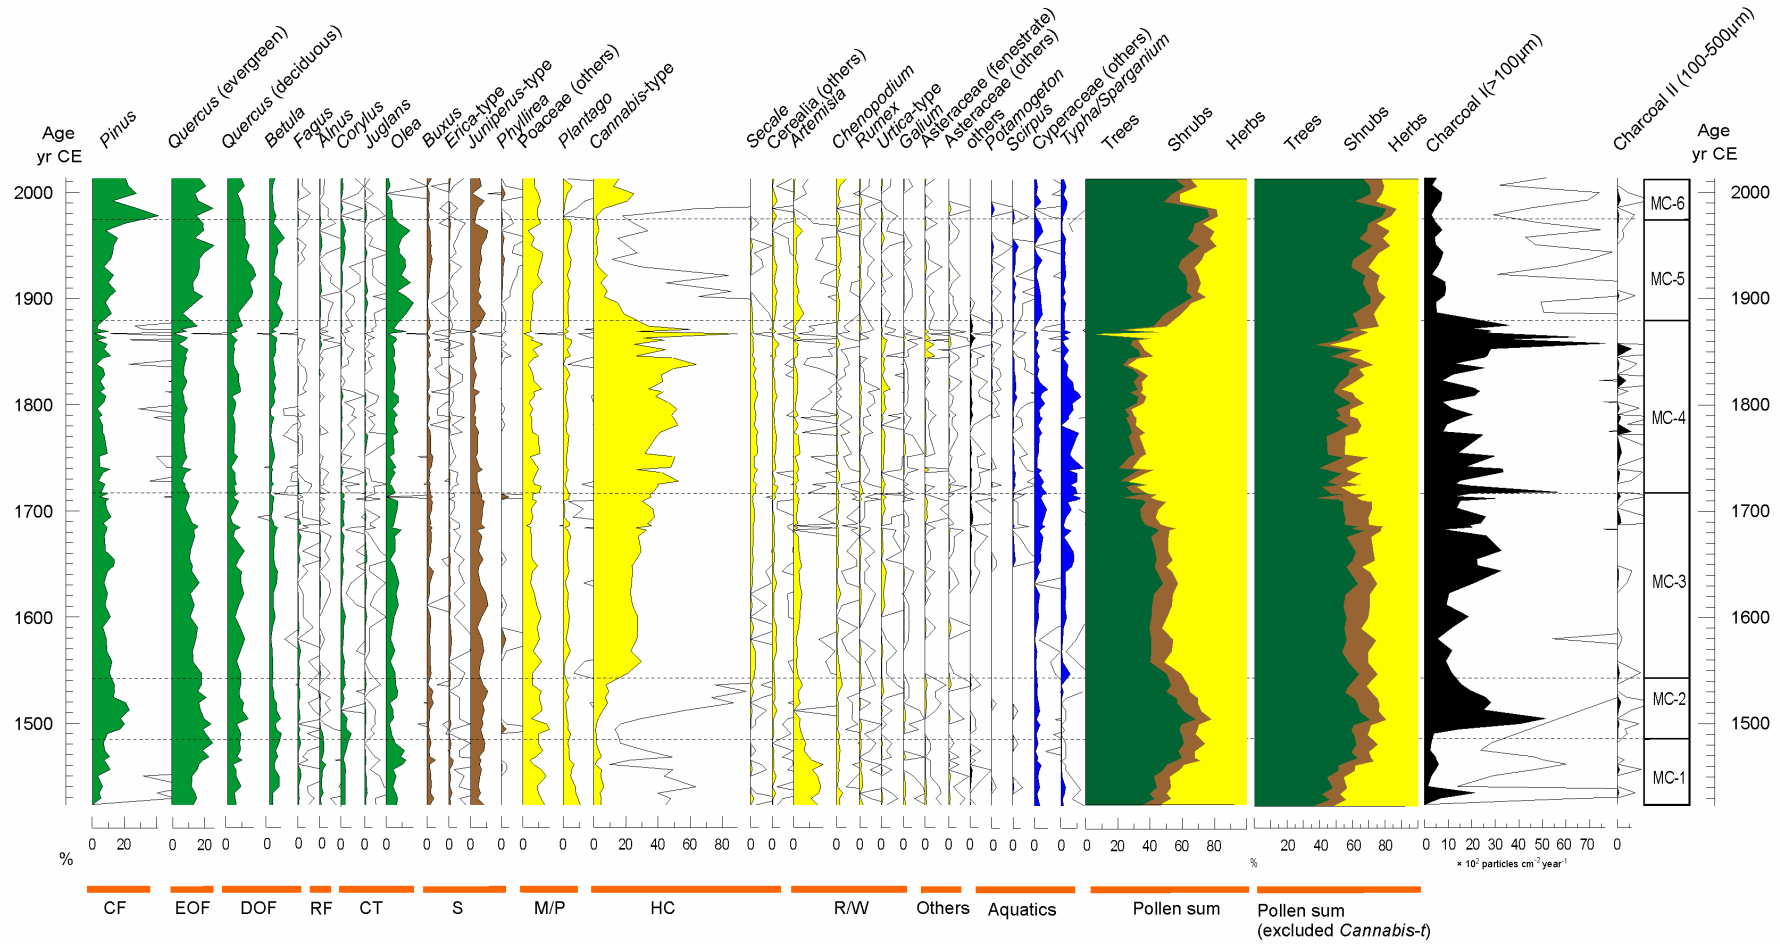 Age
yr CE
Pinus
Quercus (evergreen)
Quercus (deciduous)
Betula
Fagus
Alnus
Corylus
Juglans
Olea
Buxus
Erica-type
Juniperus-type
Phyllirea
Poaceae (others)
Plantago
Cannabis-type
Secale
Cerealia (others)
Artemisia
Chenopodium
Rumex
Urtica-type
Galium
Asteraceae (fenestrate)
Asteraceae (others)
others
Potamogeton
Scirpus
Cyperaceae (others)
Typha/Sparganium
Trees
Shrubs
Herbs
Trees
Shrubs
Herbs
Charcoal I(>100µm)
Charcoal II (100-500µm)
Age
yr CE
2000
1900
1800
1700
1600
1500
MC-6
MC-5
MC-4
MC-3
MC-2
MC-1
2000
1900
1800
1700
1600
1500
% 0 20 0 20 0 0 0 0 0 0 0 0 0 0 0 0 0 0 20 40 60 80 0 0 0 0 0 0 0 0 0 0 0 0 0 0 20 40 60 80 % 20 40 60 80 0 10 20 30 40 50 60 70 0
× 10² particles cm⁻² year⁻¹
CF EOF DOF RF CT S M/P HC R/W Others Aquatics Pollen sum Pollen sum
(excluded Cannabis-t)